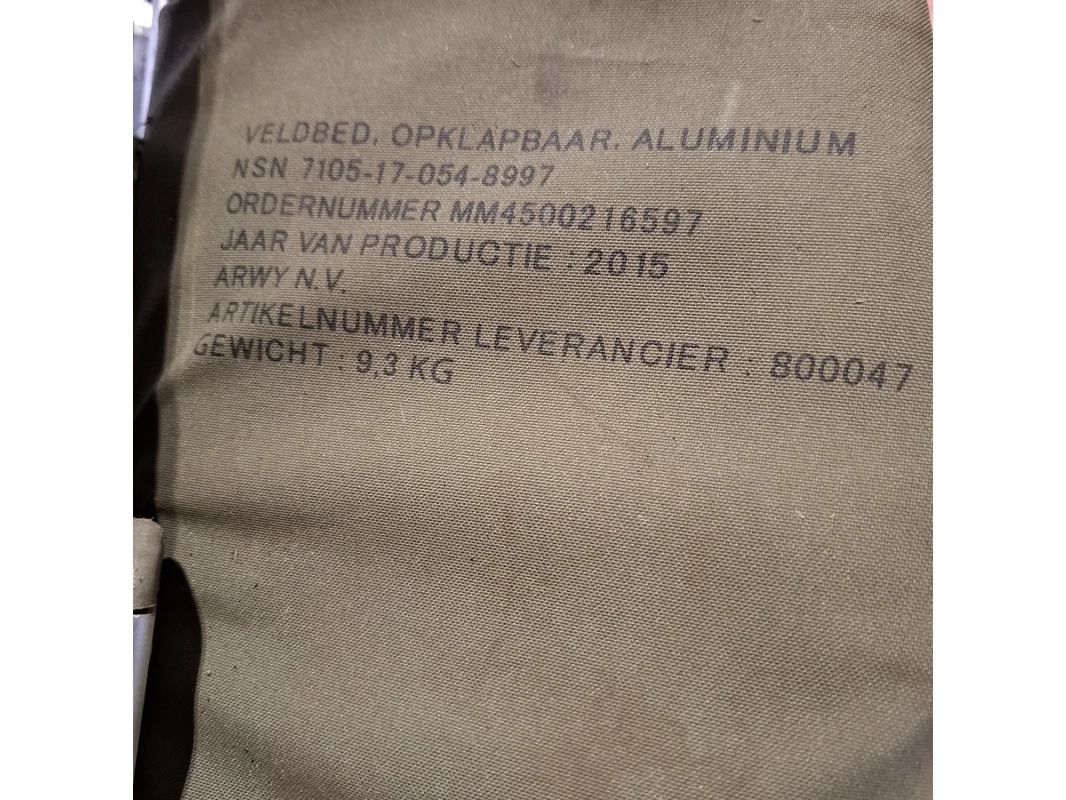 VELDBED, OPKLAPBAAR, ALUMINIUM
NSN 7105-17-054-8997
ORDERNUMMER MM4500216597
JAAR VAN PRODUCTIE : 2015
ARWY N.V.
ARTIKELNUMMER LEVERANCIER : 800047
GEWICHT : 9,3 KG